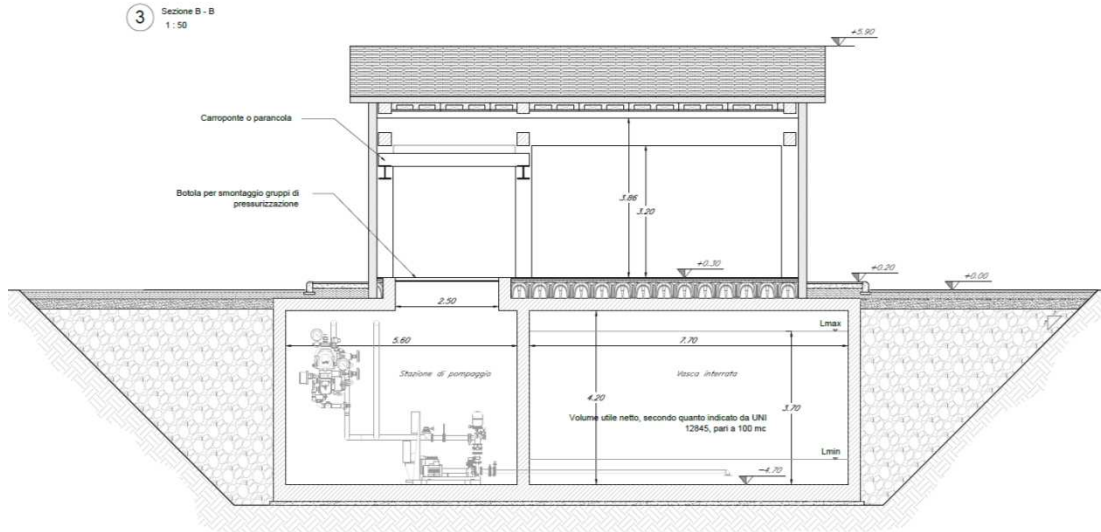 3
Sezione B - B
1 : 50
+5.90
Carroponte o parancola
Botola per smontaggio gruppi di
pressurizzazione
3.86
3.20
+0.30
+0.20
+0.00
2.50
Lmax
5.60
7.70
Stazione di pompaggio
Vasca interrata
4.20
3.70
Volume utile netto, secondo quanto indicato da UNI
12845, pari a 100 mc
Lmin
-4.70